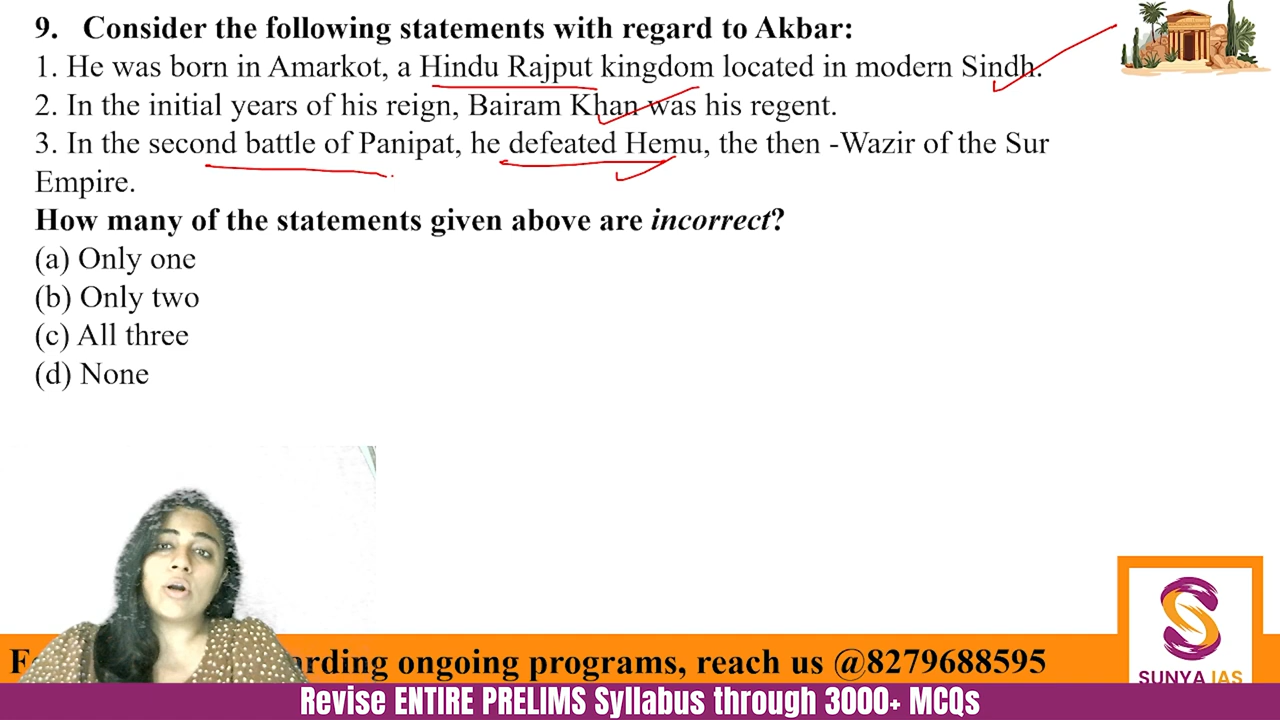 9. Consider the following statements with regard to Akbar:
1. He was born in Amarkot, a Hindu Rajput kingdom located in modern Sindh.
2. In the initial years of his reign, Bairam Khan was his regent.
3. In the second battle of Panipat, he defeated Hemu, the then -Wazir of the Sur
Empire.
How many of the statements given above are incorrect?
(a) Only one
(b) Only two
(c) All three
(d) None
arding ongoing programs, reach us @8279688595
SUNYA IAS
Revise ENTIRE PRELIMS Syllabus through 3000+ MCQs